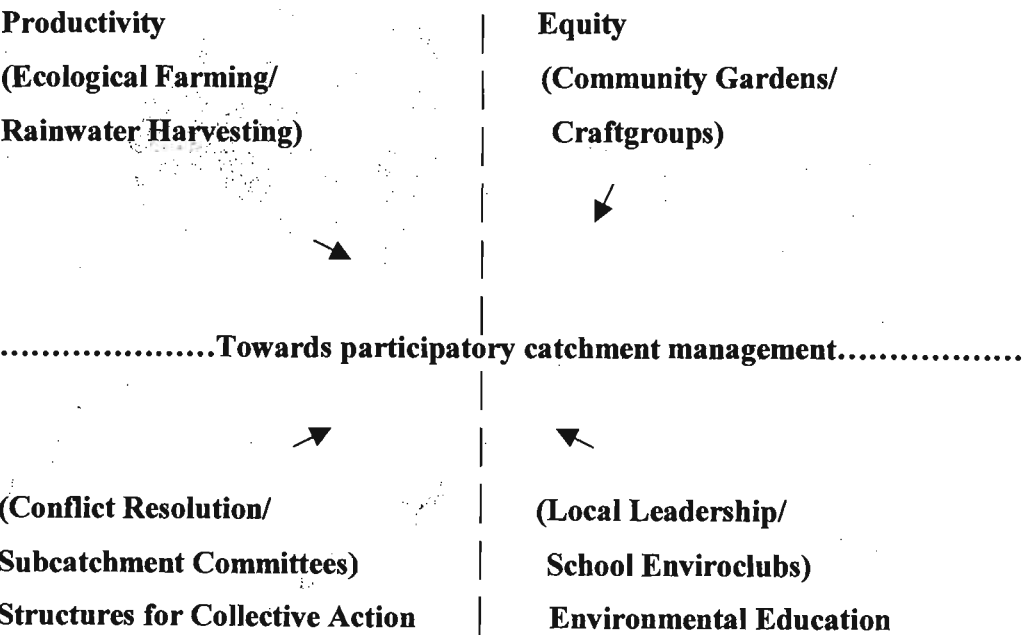 Productivity
(Ecological Farming/
Rainwater Harvesting)
Equity
(Community Gardens/
Craftgroups)
.....................Towards participatory catchment management..................
(Conflict Resolution/
Subcatchment Committees)
Structures for Collective Action
(Local Leadership/
School Enviroclubs)
Environmental Education